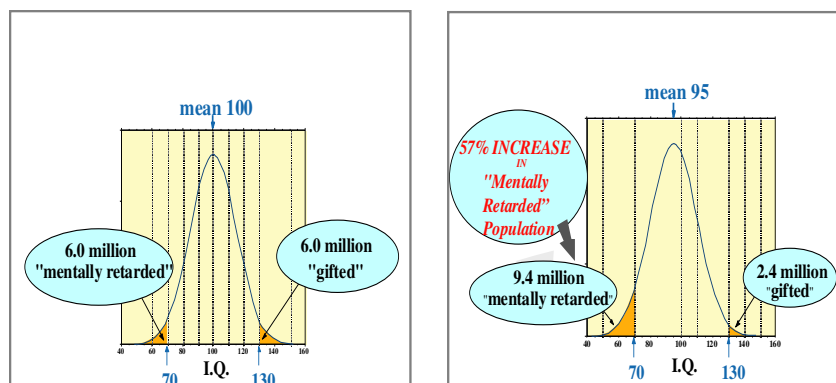 mean 100
6.0 million
"mentally retarded"
6.0 million
"gifted"
40 60 80 100 120 140 160
I.Q.
70
130
mean 95
57% INCREASE
IN
"Mentally
Retarded”
Population
9.4 million
"mentally retarded"
2.4 million
"gifted"
40 60 80 100 120 140 160
I.Q.
70
130